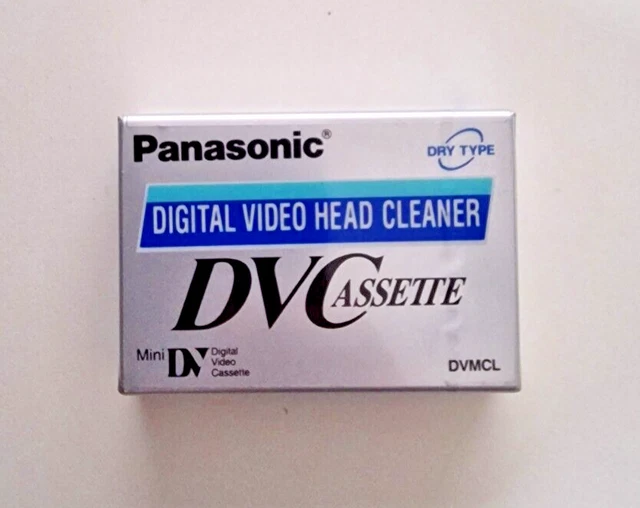 Panasonic®
DRY TYPE
DIGITAL VIDEO HEAD CLEANER
DVCASSETTE
Mini DV Digital
Video
Cassette
DVMCL